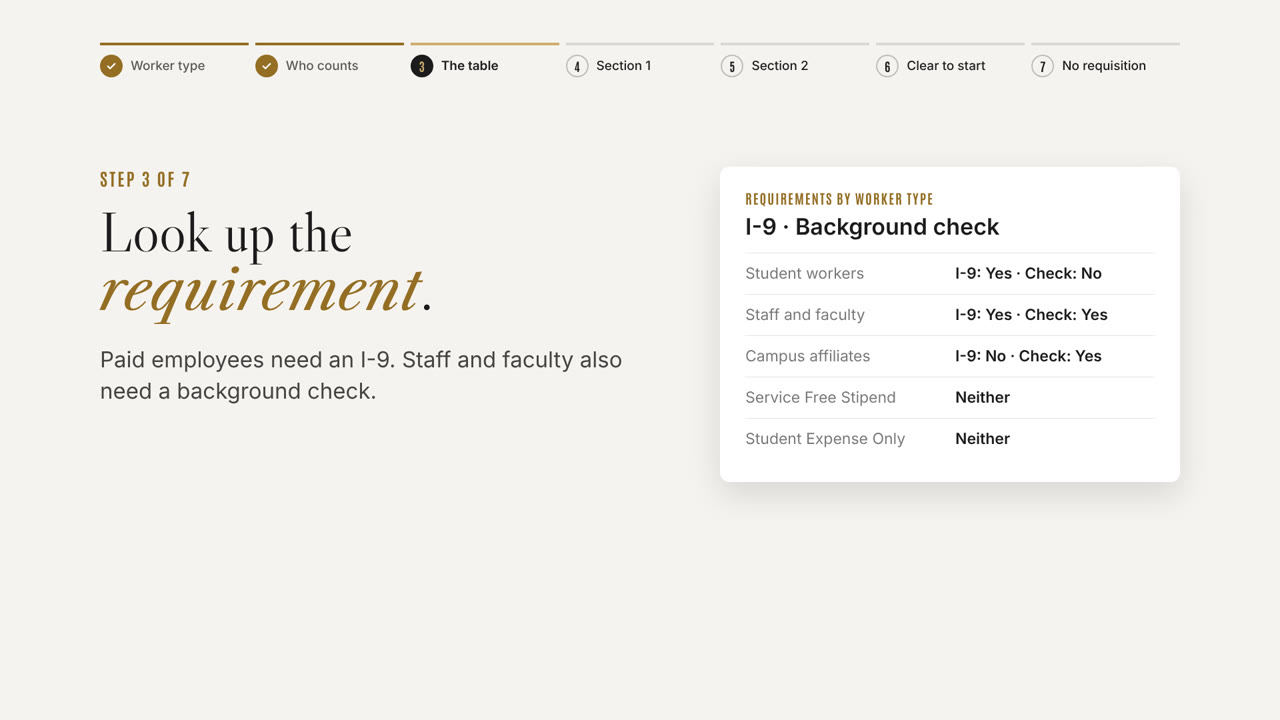 Worker type
Who counts
3 The table
4 Section 1
5 Section 2
6 Clear to start
7 No requisition
STEP 3 OF 7
Look up the
requirement.
Paid employees need an I-9. Staff and faculty also
need a background check.
REQUIREMENTS BY WORKER TYPE
I-9 · Background check
Student workers I-9: Yes · Check: No
Staff and faculty I-9: Yes · Check: Yes
Campus affiliates I-9: No · Check: Yes
Service Free Stipend Neither
Student Expense Only Neither